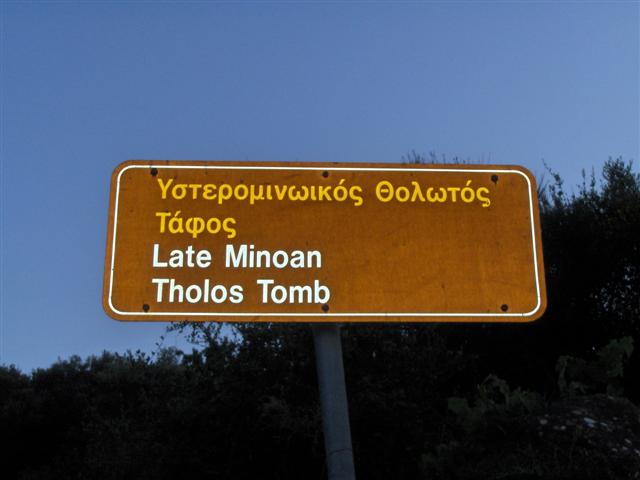 Υστερομινωικός Θολωτός
Τάφος
Late Minoan
Tholos Tomb